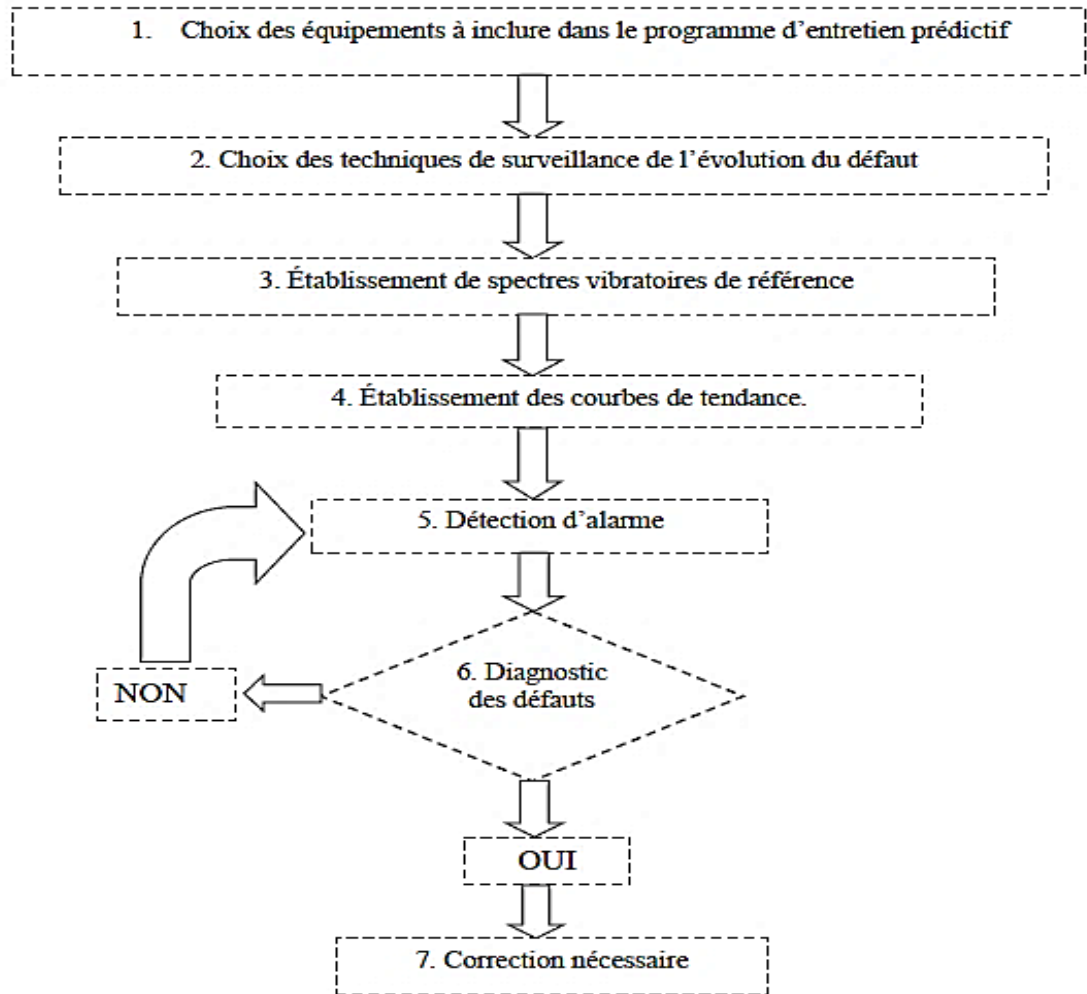 1. Choix des équipements à inclure dans le programme d’entretien prédictif
2. Choix des techniques de surveillance de l’évolution du défaut
3. Établissement de spectres vibratoires de référence
4. Établissement des courbes de tendance.
5. Détection d’alarme
6. Diagnostic
des défauts
NON
OUI
7. Correction nécessaire